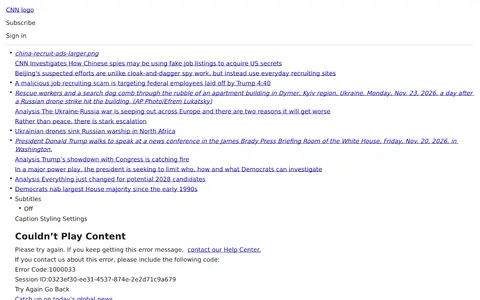 CNN logo
Subscribe
Sign in
china-recruit-ads-larger.png
CNN Investigates How Chinese spies may be using fake job listings to acquire US secrets
Beijing's suspected efforts are unlike cloak-and-dagger spy work, but instead use everyday recruiting sites
A malicious job recruiting scam is targeting federal employees laid off by Trump 4:40
Rescue workers and a search dog comb through the rubble of an apartment building in Dymer, Kyiv region, Ukraine, Monday, Nov. 23, 2026, a day after
a Russian drone strike hit the building. (AP Photo/Efrem Lukatsky)
Analysis The Ukraine-Russia war is seeping out across Europe and there are two reasons it will get worse
Rather than peace, there is stark escalation
Ukrainian drones sink Russian warship in North Africa
President Donald Trump walks to speak at a news conference in the James Brady Press Briefing Room of the White House, Friday, Nov. 20, 2026, in
Washington.
Analysis Trump's showdown with Congress is catching fire
In a major power play, the president is seeking to limit who, how and what Democrats can investigate
Analysis Everything just changed for potential 2028 candidates
Democrats nab largest House majority since the early 1990s
Subtitles
Off
Caption Styling Settings
Couldn't Play Content
Please try again. If you keep getting this error message, contact our Help Center.
If you contact us about this error, please include the following code:
Error Code:1000033
Session ID:0323ef30-ee31-4537-874e-2e2d71c9a679
Try Again Go Back
Catch up on today's global news